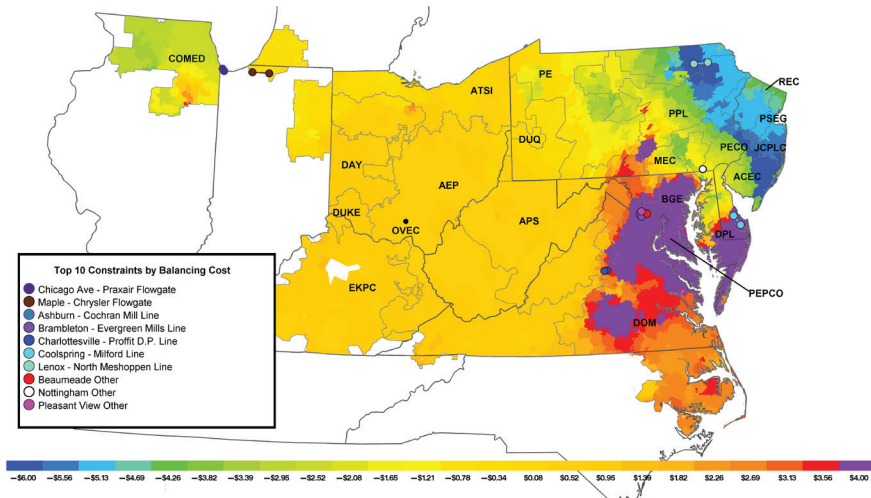 COMED
ATSI
PE
REC
PPL
PSEG
DUQ
PECO
JCPLC
MEC
DAY
ACEC
AEP
BGE
DUKE
APS
OVEC
DPL
EKPC
PEPCO
DOM
Top 10 Constraints by Balancing Cost
Chicago Ave - Praxair Flowgate
Maple - Chrysler Flowgate
Ashburn - Cochran Mill Line
Brambleton - Evergreen Mills Line
Charlottesville - Proffit D.P. Line
Coolspring - Milford Line
Lenox - North Meshoppen Line
Beaumeade Other
Nottingham Other
Pleasant View Other
–$6.00 –$5.56 –$5.13 –$4.69 –$4.26 –$3.82 –$3.39 –$2.95 –$2.52 –$2.08 –$1.65 –$1.21 –$0.78 –$0.34 $0.08 $0.52 $0.95 $1.39 $1.82 $2.26 $2.69 $3.13 $3.56 $4.00